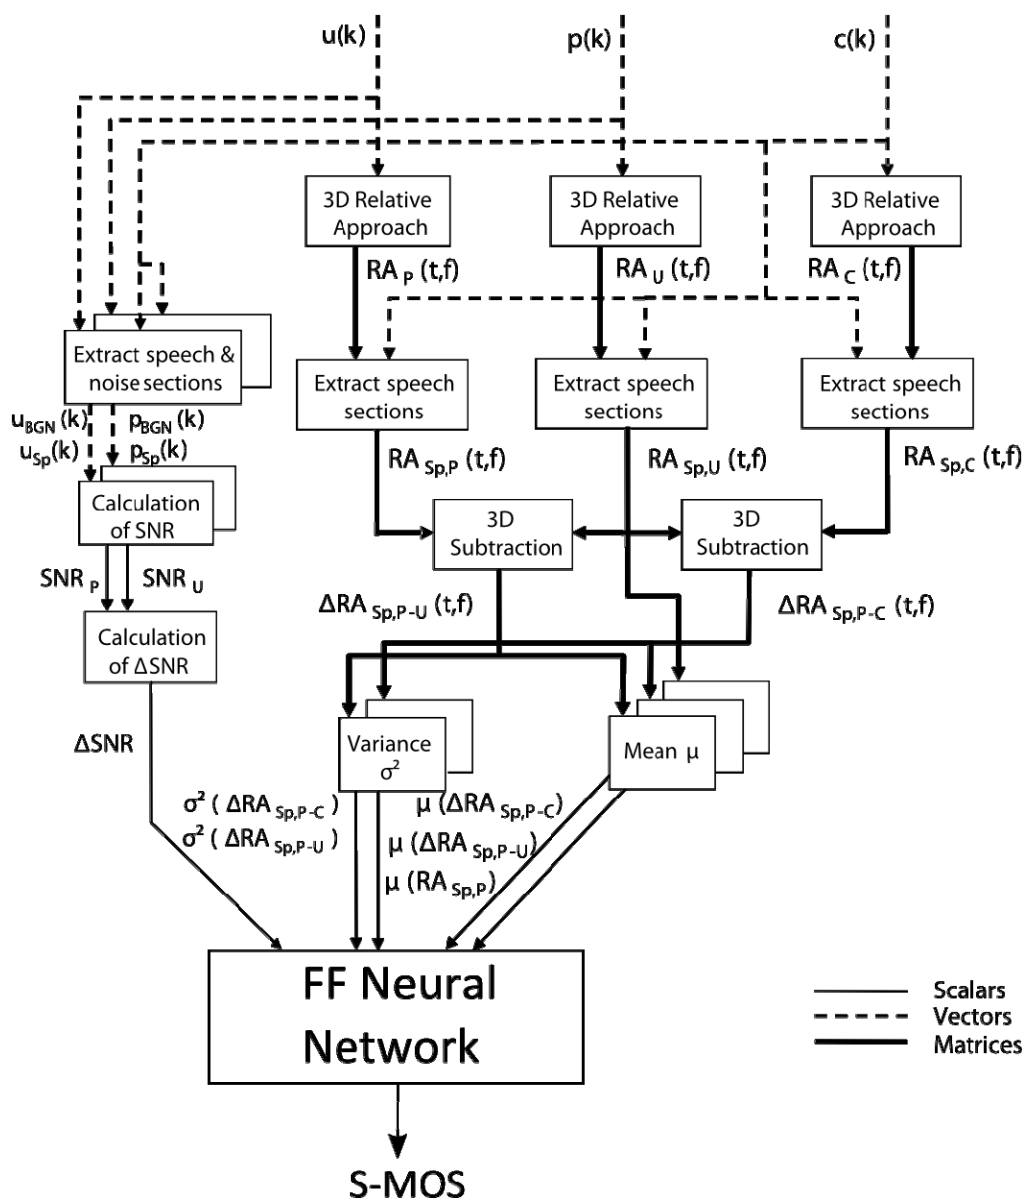 u(k)
p(k)
c(k)
3D Relative
Approach
3D Relative
Approach
3D Relative
Approach
RA P (t,f)
RA U (t,f)
RA C (t,f)
Extract speech &
noise sections
Extract speech
sections
Extract speech
sections
Extract speech
sections
uBGN (k)
pBGN (k)
uSp(k)
pSp(k)
RA Sp,P (t,f)
RA Sp,U (t,f)
RA Sp,C (t,f)
Calculation
of SNR
3D
Subtraction
3D
Subtraction
SNR P
SNR U
ΔRA Sp,P-U (t,f)
ΔRA Sp,P-C (t,f)
Calculation
of ΔSNR
ΔSNR
Variance
σ²
Mean μ
σ² ( ΔRA Sp,P-C )
σ² ( ΔRA Sp,P-U )
μ (ΔRA Sp,P-C)
μ (ΔRA Sp,P-U)
μ (RA Sp,P)
FF Neural
Network
Scalars
Vectors
Matrices
S-MOS